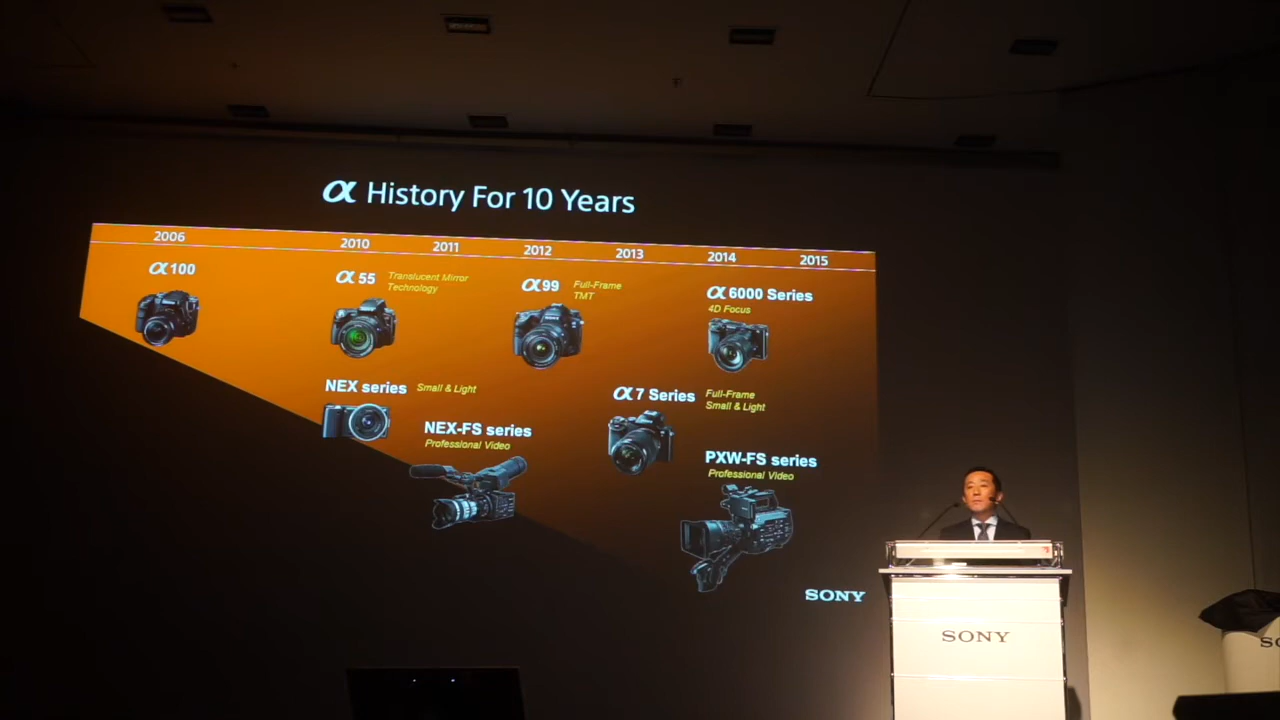 α History For 10 Years
2006
2010
2011
2012
2013
2014
2015
α100
α55
Translucent Mirror
Technology
α99
Full-Frame
TMT
α6000 Series
4D Focus
NEX series
Small & Light
α7 Series
Full-Frame
Small & Light
NEX-FS series
Professional Video
PXW-FS series
Professional Video
SONY
SONY